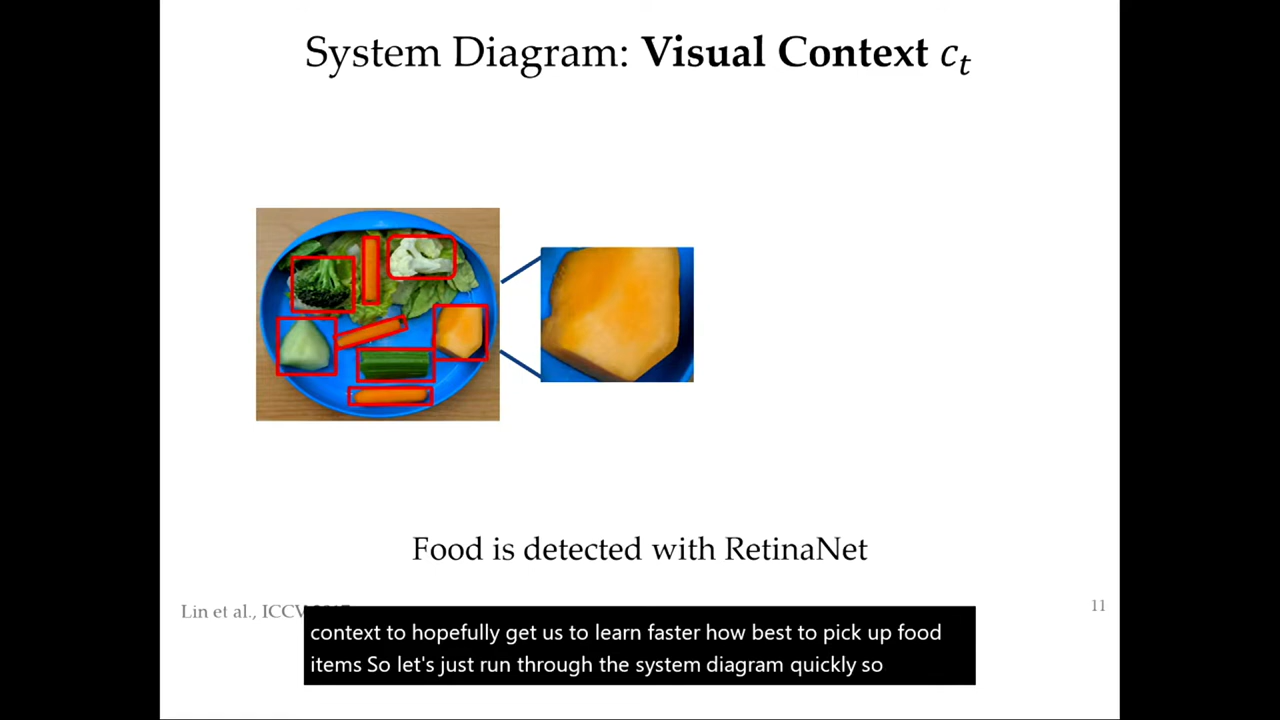 System Diagram: Visual Context cₜ
Food is detected with RetinaNet
Lin et al., ICCV
11
context to hopefully get us to learn faster how best to pick up food
items So let's just run through the system diagram quickly so